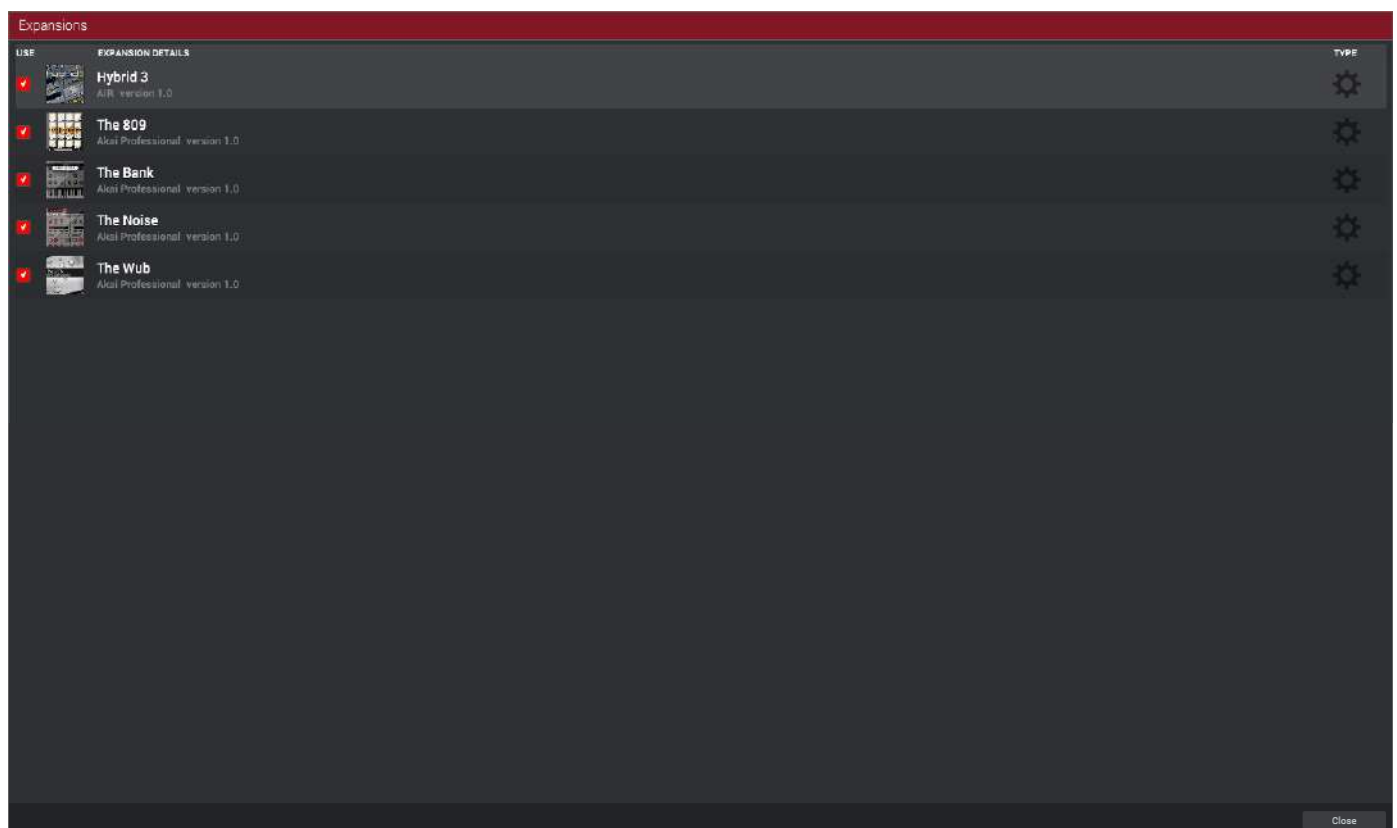 Expansions
USE EXPANSION DETAILS TYPE
Hybrid 3
AIR version 1.0
The 809
Akai Professional version 1.0
The Bank
Akai Professional version 1.0
The Noise
Akai Professional version 1.0
The Wub
Akai Professional version 1.0
Close